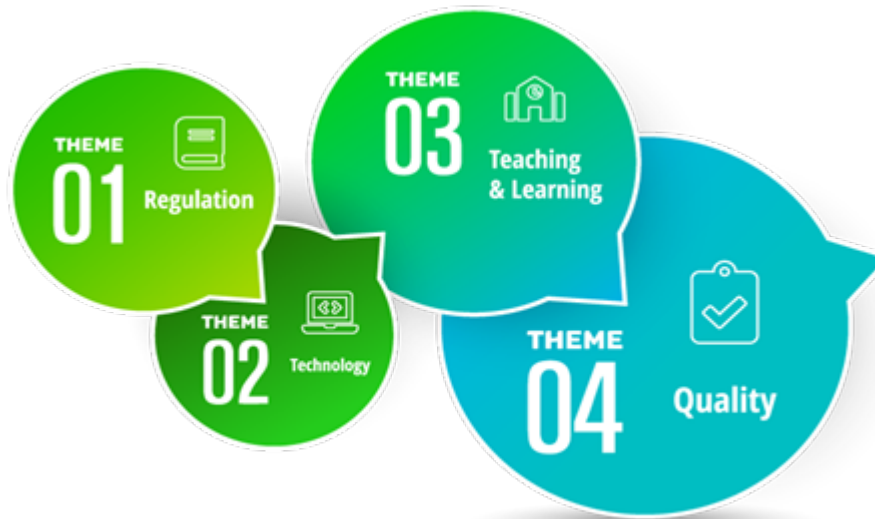 THEME
01
Regulation
THEME
02
Technology
THEME
03
Teaching
& Learning
THEME
04
Quality